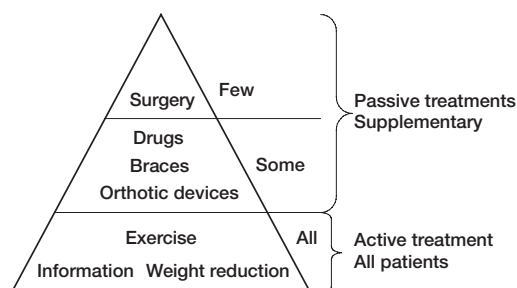 Surgery
Few
Drugs
Braces
Orthotic devices
Some
Exercise
All
Information Weight reduction
Passive treatments
Supplementary
Active treatment
All patients